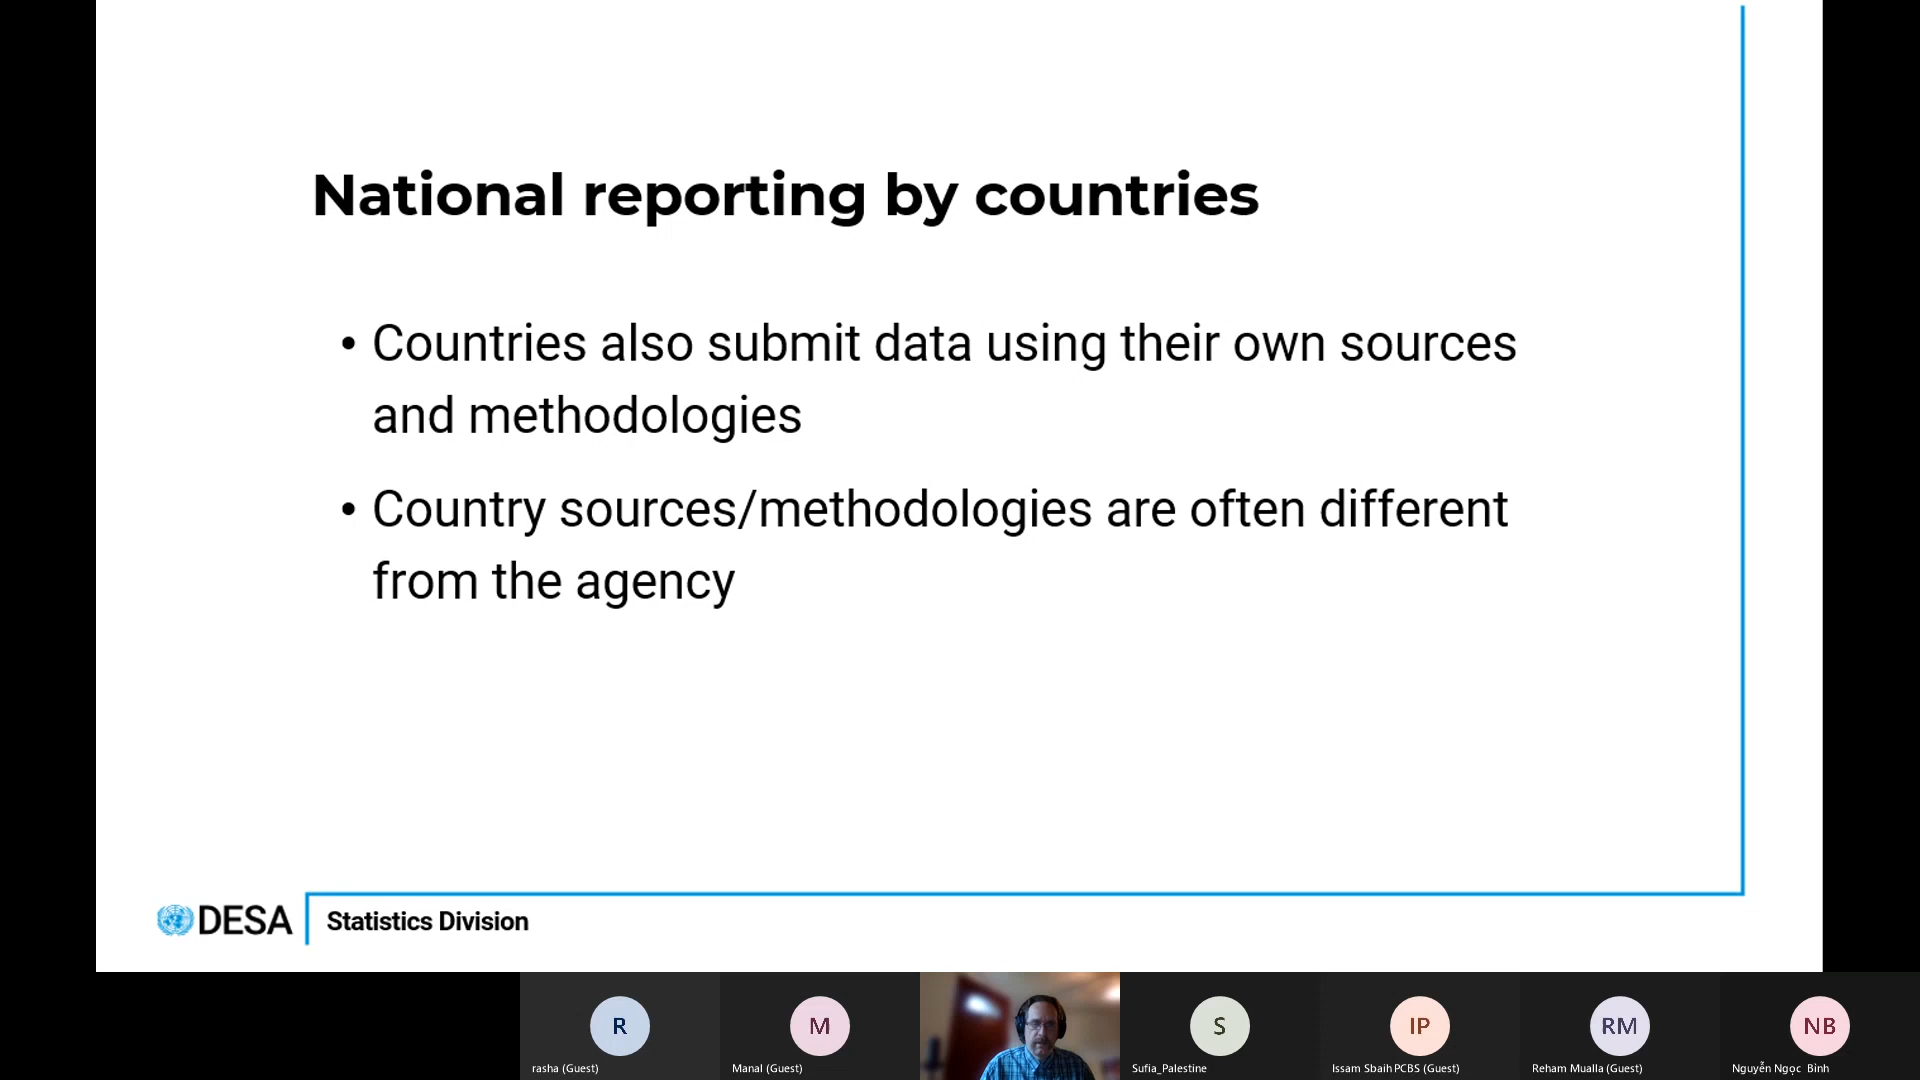 National reporting by countries
• Countries also submit data using their own sources
and methodologies
• Country sources/methodologies are often different
from the agency
DESA
Statistics Division
R
M
S
IP
RM
NB
rasha (Guest)
Manal (Guest)
Sufia_Palestine
Issam Sbaih PCBS (Guest)
Reham Mualla (Guest)
Nguyễn Ngọc Bình